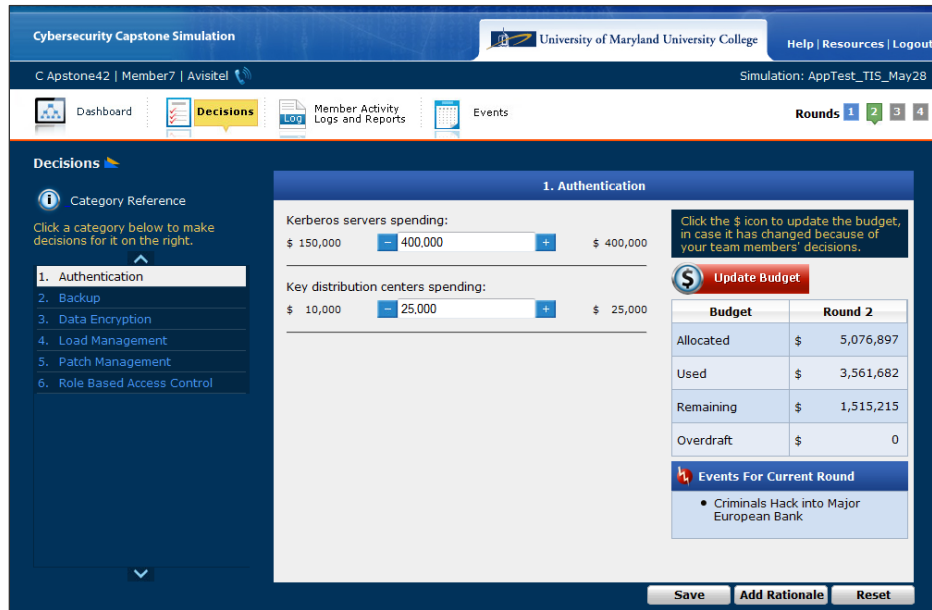 Cybersecurity Capstone Simulation
University of Maryland University College
Help | Resources | Logout
C Apstone42 | Member7 | Avisitel
Simulation: AppTest_TIS_May28
Dashboard
Decisions
Log
Member Activity
Logs and Reports
Events
Rounds 1 2 3 4
Decisions
Category Reference
Click a category below to make
decisions for it on the right.
1. Authentication
2. Backup
3. Data Encryption
4. Load Management
5. Patch Management
6. Role Based Access Control
1. Authentication
Kerberos servers spending:
$ 150,000 - 400,000 + $ 400,000
Key distribution centers spending:
$ 10,000 - 25,000 + $ 25,000
Click the $ icon to update the budget,
in case it has changed because of
your team members' decisions.
$ Update Budget
Budget Round 2
Allocated $ 5,076,897
Used $ 3,561,682
Remaining $ 1,515,215
Overdraft $ 0
Events For Current Round
• Criminals Hack into Major
European Bank
Save Add Rationale Reset